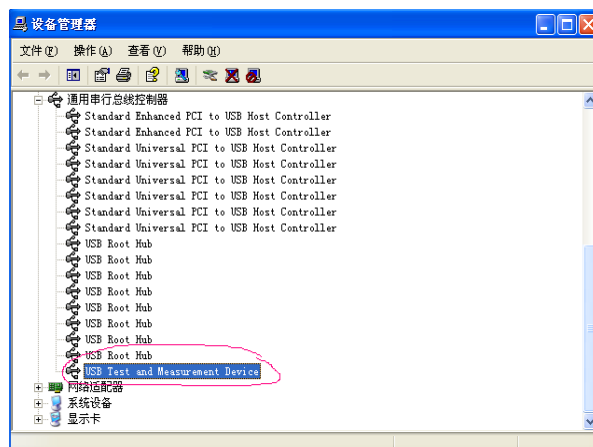 设备管理器
文件(F) 操作(A) 查看(V) 帮助(H)
通用串行总线控制器
Standard Enhanced PCI to USB Host Controller
Standard Enhanced PCI to USB Host Controller
Standard Universal PCI to USB Host Controller
Standard Universal PCI to USB Host Controller
Standard Universal PCI to USB Host Controller
Standard Universal PCI to USB Host Controller
Standard Universal PCI to USB Host Controller
Standard Universal PCI to USB Host Controller
USB Root Hub
USB Root Hub
USB Root Hub
USB Root Hub
USB Root Hub
USB Root Hub
USB Root Hub
USB Root Hub
USB Test and Measurement Device
网络适配器
系统设备
显示卡